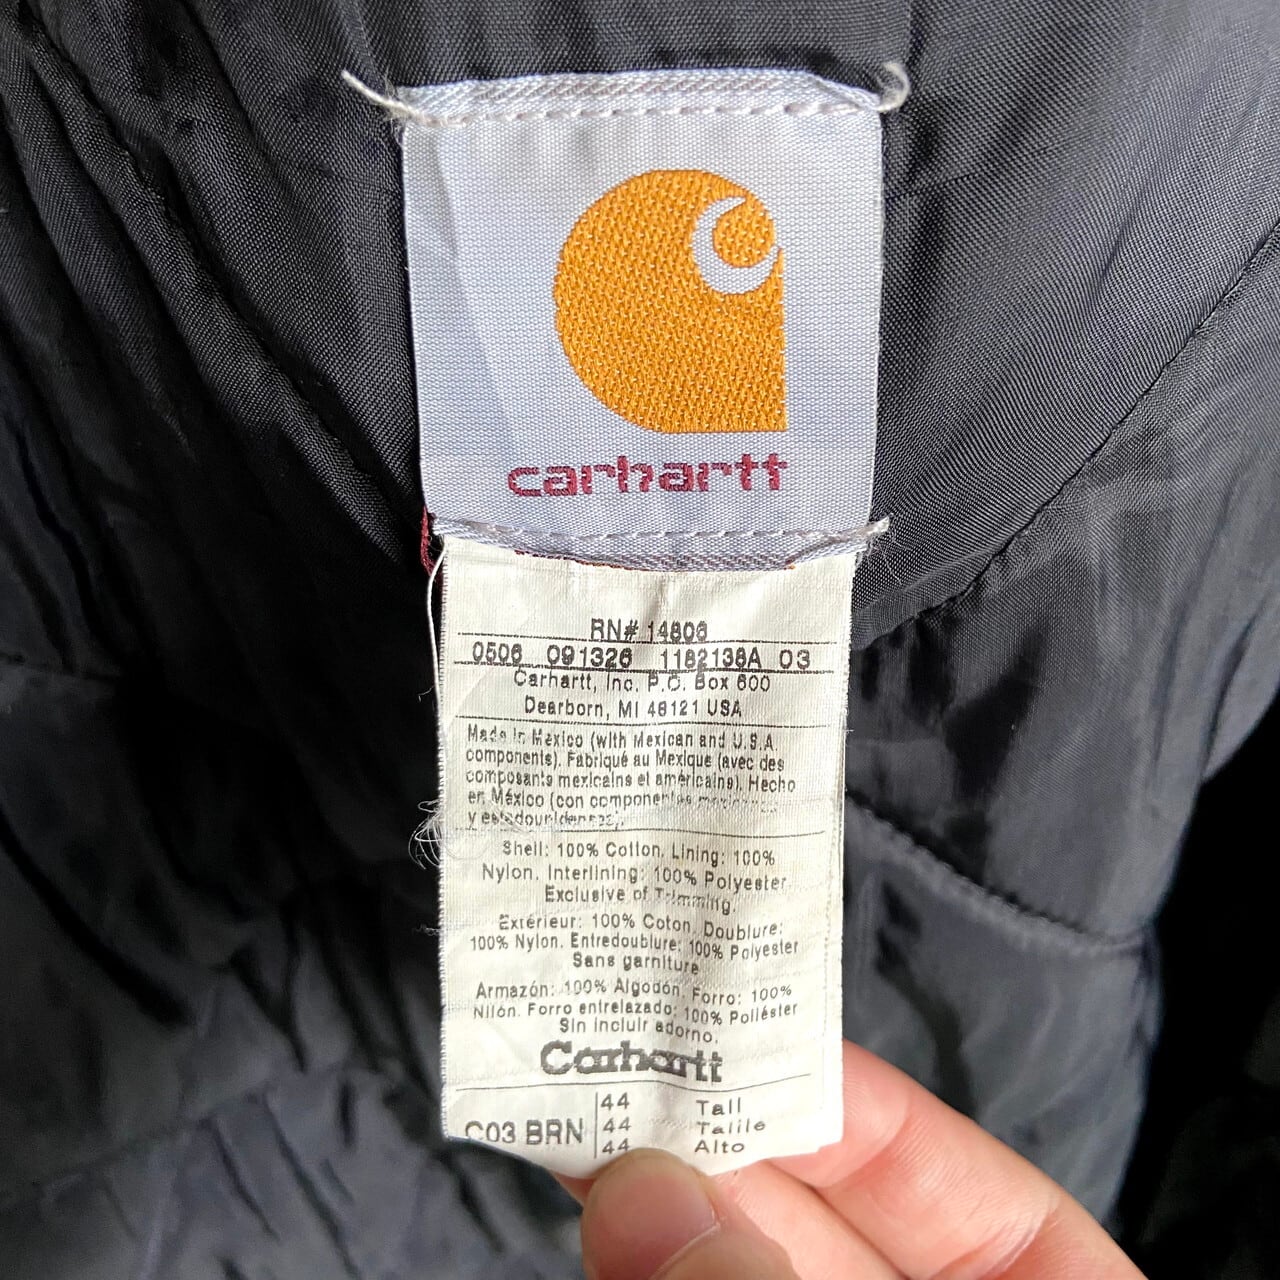 carhartt
RN# 14806
0506 091326 1182138A 03
Carhartt, Inc. P.O. Box 600
Dearborn, MI 48121 USA
Made in Mexico (with Mexican and U.S.A.
components). Fabriqué au Mexique (avec des
composants mexicains et américains). Hecho
en México (con componentes
y estadounidenses).
Shell: 100% Cotton. Lining: 100%
Nylon. Interlining: 100% Polyester
Exclusive of Trimming.
Extérieur: 100% Coton. Doublure:
100% Nylon. Entredoublure: 100% Polyester
Sans garniture
Armazón: 100% Algodón. Forro: 100%
Nilón. Forro entrelazado: 100% Poliéster
Sin incluir adorno.
Carhartt
C03 BRN
44 Tall
44 Taille
44 Alto